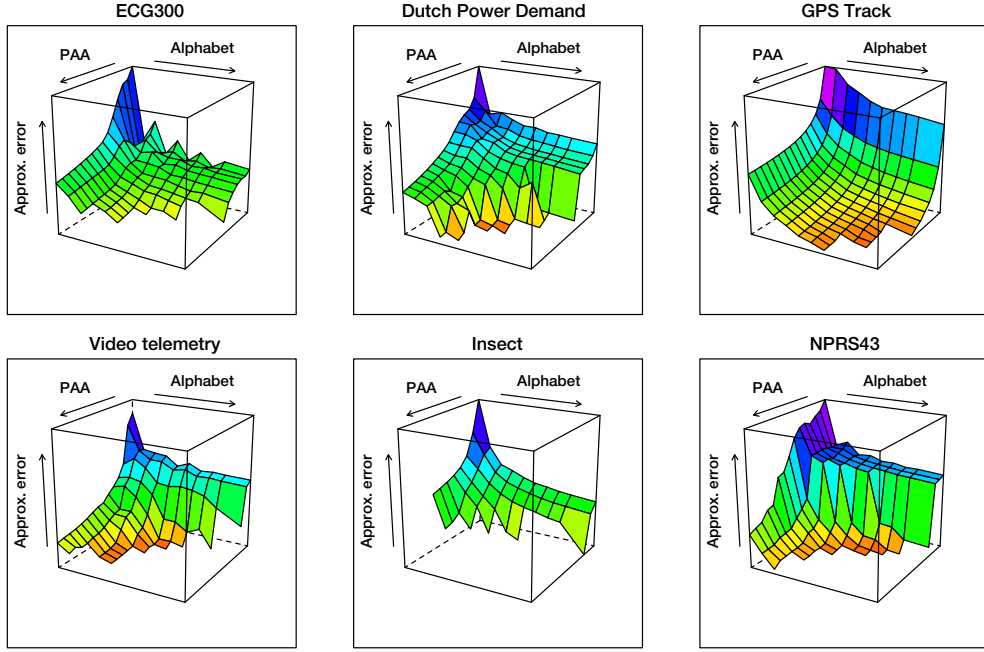 ECG300
Dutch Power Demand
GPS Track
PAA
Alphabet
Approx. error
PAA
Alphabet
Approx. error
PAA
Alphabet
Approx. error
Video telemetry
Insect
NPRS43
PAA
Alphabet
Approx. error
PAA
Alphabet
Approx. error
PAA
Alphabet
Approx. error